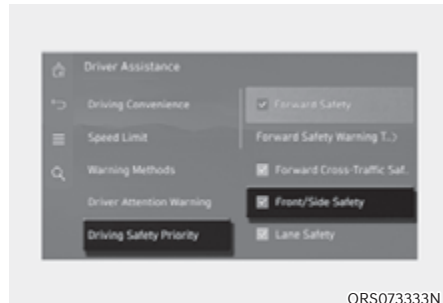 Driver Assistance
Driving Convenience
Speed Limit
Warning Methods
Driver Attention Warning
Driving Safety Priority
Forward Safety
Forward Safety Warning T..>
Forward Cross-Traffic Saf.
Front/Side Safety
Lane Safety
ORS073333N